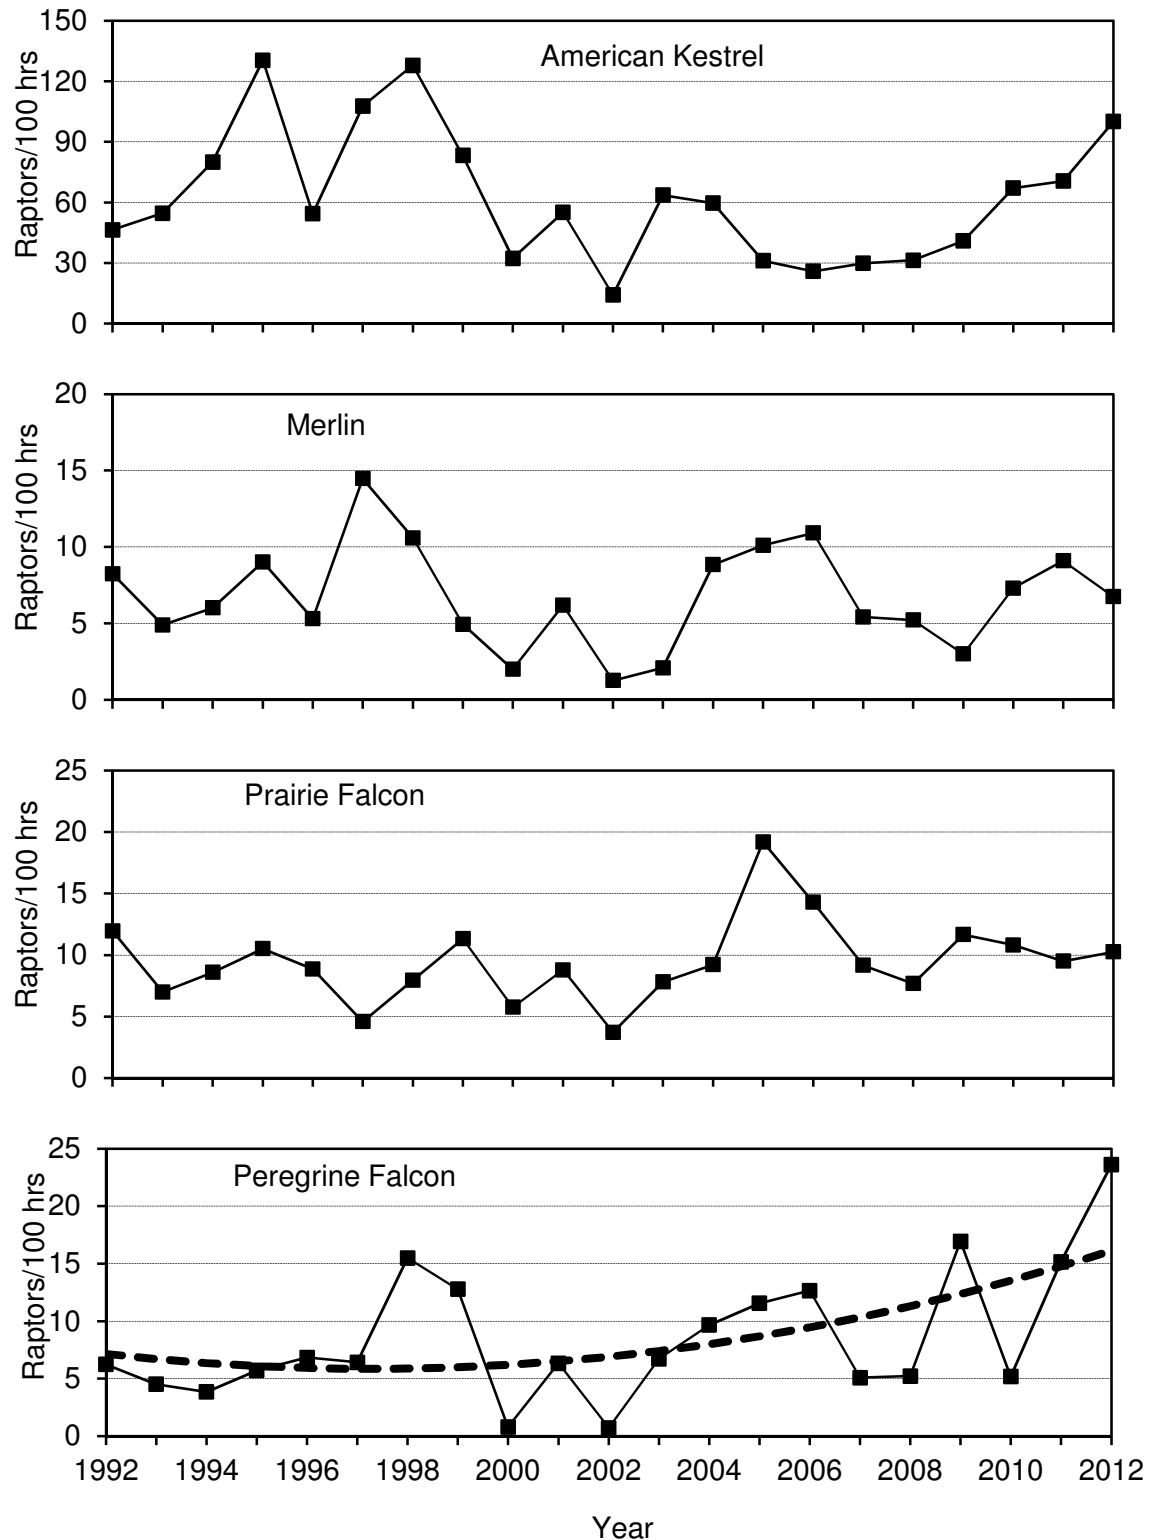 American Kestrel
Raptors/100 hrs
150
120
90
60
30
0
Merlin
Raptors/100 hrs
20
15
10
5
0
Prairie Falcon
Raptors/100 hrs
25
20
15
10
5
0
Peregrine Falcon
Raptors/100 hrs
25
20
15
10
5
0
1992 1994 1996 1998 2000 2002 2004 2006 2008 2010 2012
Year